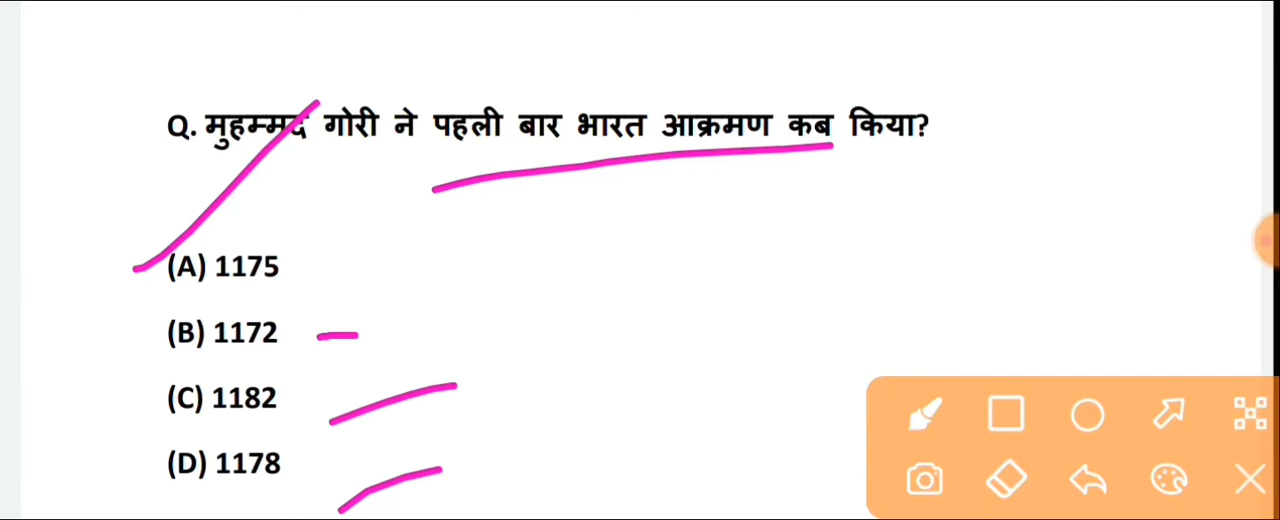 Q. मुहम्मद गोरी ने पहली बार भारत आक्रमण कब किया?
(A) 1175
(B) 1172
(C) 1182
(D) 1178